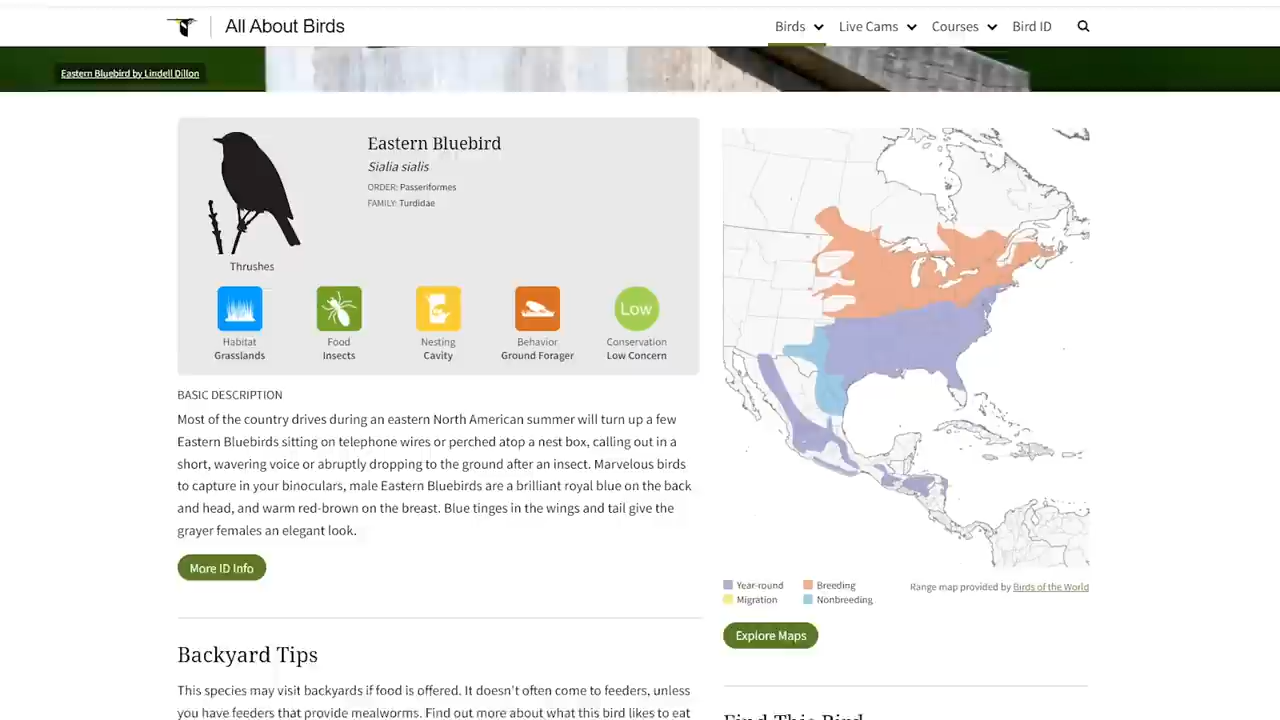 All About Birds
Birds
Live Cams
Courses
Bird ID
Eastern Bluebird by Lindell Dillon
Eastern Bluebird
Sialia sialis
ORDER: Passeriformes
FAMILY: Turdidae
Thrushes
Habitat
Grasslands
Food
Insects
Nesting
Cavity
Behavior
Ground Forager
Low
Conservation
Low Concern
BASIC DESCRIPTION
Most of the country drives during an eastern North American summer will turn up a few
Eastern Bluebirds sitting on telephone wires or perched atop a nest box, calling out in a
short, wavering voice or abruptly dropping to the ground after an insect. Marvelous birds
to capture in your binoculars, male Eastern Bluebirds are a brilliant royal blue on the back
and head, and warm red-brown on the breast. Blue tinges in the wings and tail give the
grayer females an elegant look.
More ID Info
Backyard Tips
This species may visit backyards if food is offered. It doesn't often come to feeders, unless
you have feeders that provide mealworms. Find out more about what this bird likes to eat
Year-round
Breeding
Migration
Nonbreeding
Range map provided by Birds of the World
Explore Maps
Find This Bird